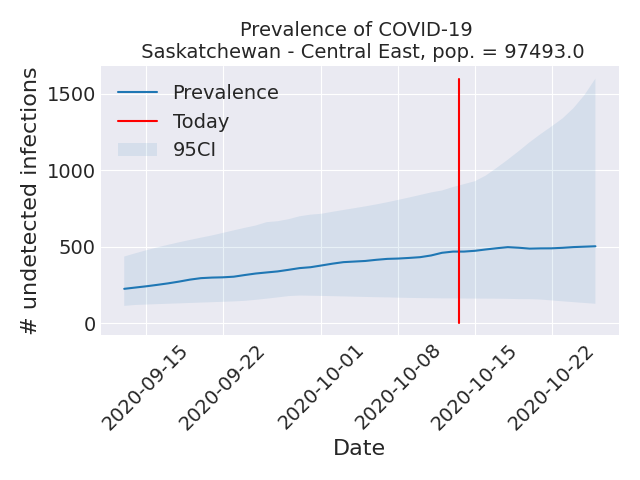 Prevalence of COVID-19
Saskatchewan - Central East, pop. = 97493.0
# undetected infections
1500
1000
500
0
Prevalence
Today
95CI
2020-09-15
2020-09-22
2020-10-01
2020-10-08
2020-10-15
2020-10-22
Date